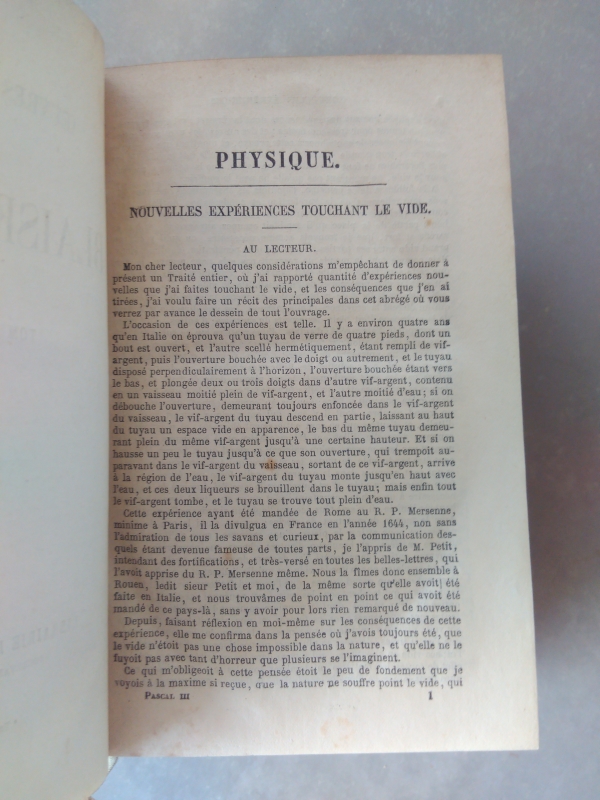 PHYSIQUE.
NOUVELLES EXPÉRIENCES TOUCHANT LE VIDE.
AU LECTEUR.
Mon cher lecteur, quelques considérations m'empêchant de donner à
présent un Traité entier, où j'ai rapporté quantité d'expériences nou-
velles que j'ai faites touchant le vide, et les conséquences que j'en ai
tirées, j'ai voulu faire un récit des principales dans cet abrégé où vous
verrez par avance le dessein de tout l'ouvrage.
L'occasion de ces expériences est telle. Il y a environ quatre ans
qu'en Italie on éprouva qu'un tuyau de verre de quatre pieds, dont un
bout est ouvert, et l'autre scellé hermétiquement, étant rempli de vif-
argent, puis l'ouverture bouchée avec le doigt ou autrement, et le tuyau
disposé perpendiculairement à l'horizon, l'ouverture bouchée étant vers
le bas, et plongée deux ou trois doigts dans d'autre vif-argent, contenu
en un vaisseau moitié plein de vif-argent, et l'autre moitié d'eau; si on
débouche l'ouverture, demeurant toujours enfoncée dans le vif-argent
du vaisseau, le vif-argent du tuyau descend en partie, laissant au haut
du tuyau un espace vide en apparence, le bas du même tuyau demeu-
rant plein du même vif-argent jusqu'à une certaine hauteur. Et si on
hausse un peu le tuyau jusqu'à ce que son ouverture, qui trempoit au-
paravant dans le vif-argent du vaisseau, sortant de ce vif-argent, arrive
à la région de l'eau, le vif-argent du tuyau monte jusqu'en haut avec
l'eau, et ces deux liqueurs se brouillent dans le tuyau; mais enfin tout
le vif-argent tombe, et le tuyau se trouve tout plein d'eau.
Cette expérience ayant été mandée de Rome au R. P. Mersenne,
minime à Paris, il la divulgua en France en l'année 1644, non sans
l'admiration de tous les savans et curieux, par la communication des-
quels étant devenue fameuse de toutes parts, je l'appris de M. Petit,
intendant des fortifications, et très-versé en toutes les belles-lettres, qui
l'avoit apprise du R. P. Mersenne même. Nous la fîmes donc ensemble à
Rouen, ledit sieur Petit et moi, de la même sorte qu'elle avoit été
faite en Italie, et nous trouvâmes de point en point ce qui avoit été
mandé de ce pays-là, sans y avoir pour lors rien remarqué de nouveau.
Depuis, faisant réflexion en moi-même sur les conséquences de cette
expérience, elle me confirma dans la pensée où j'avois toujours été, que
le vide n'étoit pas une chose impossible dans la nature, et qu'elle ne le
fuyoit pas avec tant d'horreur que plusieurs se l'imaginent.
Ce qui m'obligeoit à cette pensée étoit le peu de fondement que je
voyois à la maxime si reçue, que la nature ne souffre point le vide, qui
PASCAL III 1